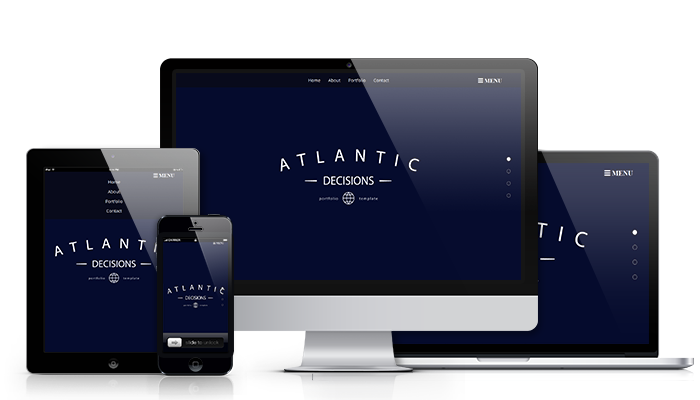 Home About Portfolio Contact
MENU
ATLANTIC
DECISIONS
portfolio template
MENU
Home
About
Portfolio
Contact
ATLANTI
DECISIONS
portfolio template
ATLANTIC
DECISIONS
slide to unlock
MENU
TIC